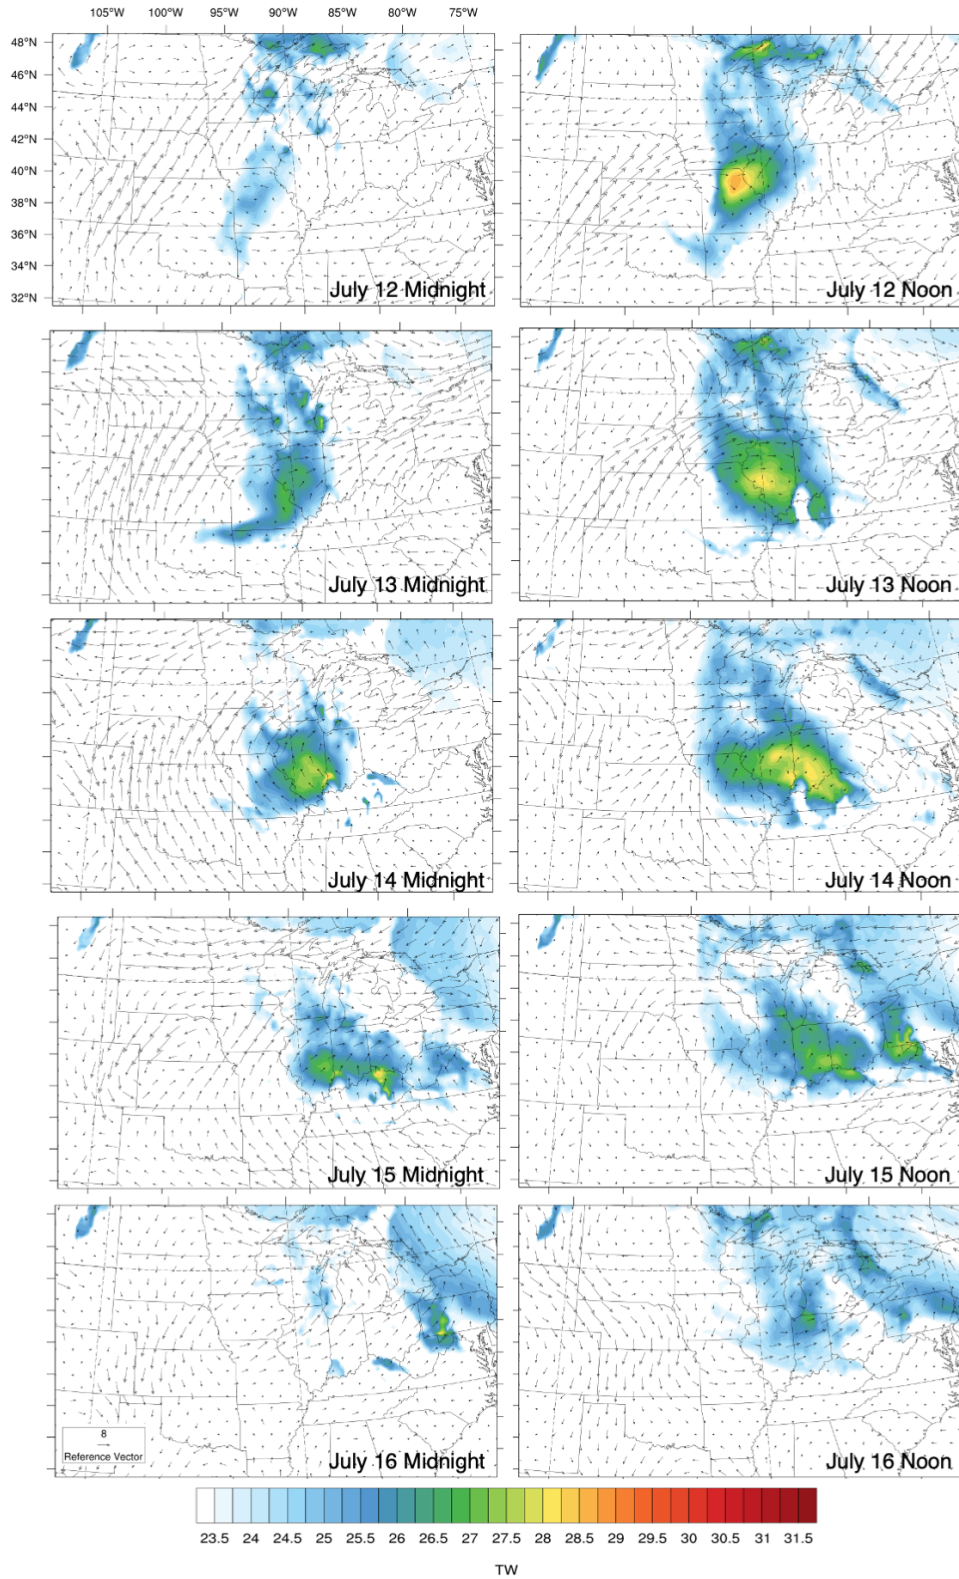 105°W 100°W 95°W 90°W 85°W 80°W 75°W
48°N
46°N
44°N
42°N
40°N
38°N
36°N
34°N
32°N
July 12 Midnight
July 12 Noon
July 13 Midnight
July 13 Noon
July 14 Midnight
July 14 Noon
July 15 Midnight
July 15 Noon
8
Reference Vector
July 16 Midnight
July 16 Noon
23.5 24 24.5 25 25.5 26 26.5 27 27.5 28 28.5 29 29.5 30 30.5 31 31.5
TW